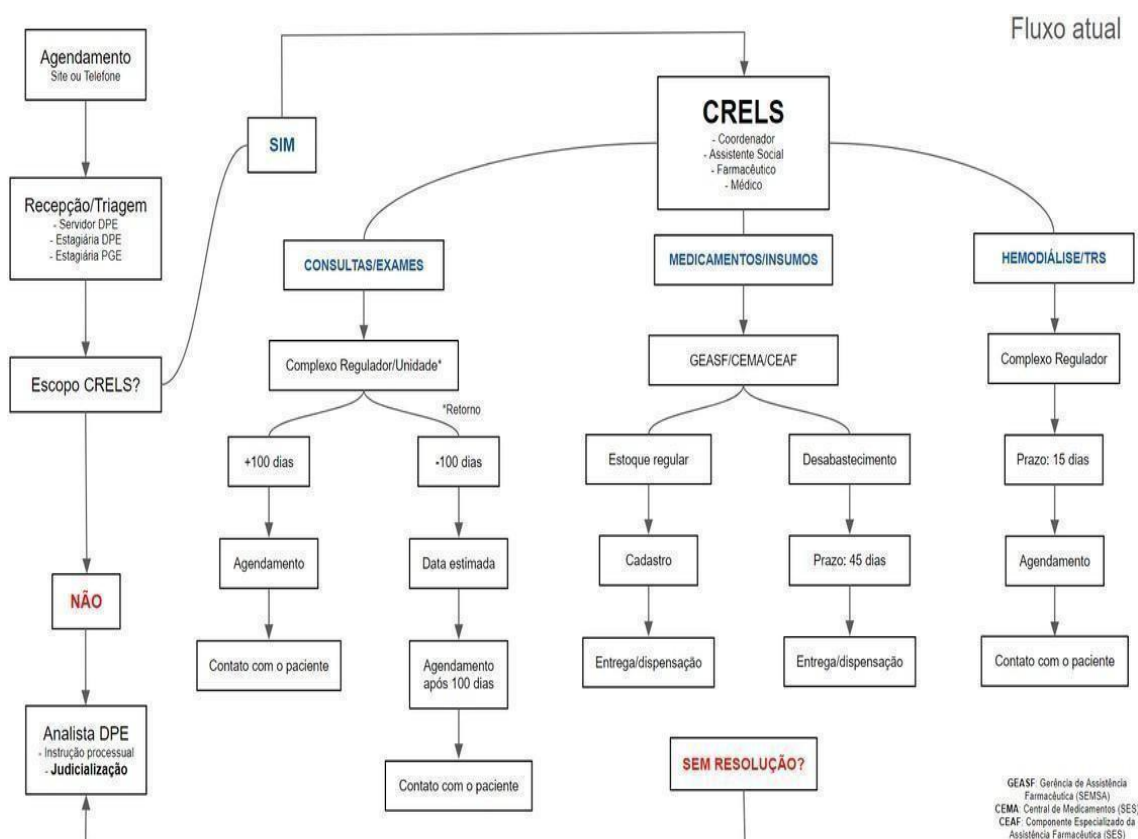 Fluxo atual
Agendamento
Site ou Telefone
Recepção/Triagem
- Servidor DPE
- Estagiária DPE
- Estagiária PGE
Escopo CRELS?
SIM
NÃO
Analista DPE
- Instrução processual
- Judicialização
CRELS
- Coordenador
- Assistente Social
- Farmacêutico
- Médico
CONSULTAS/EXAMES
Complexo Regulador/Unidade*
*Retorno
+100 dias
Agendamento
Contato com o paciente
-100 dias
Data estimada
Agendamento
após 100 dias
Contato com o paciente
MEDICAMENTOS/INSUMOS
GEASF/CEMA/CEAF
Estoque regular
Cadastro
Entrega/dispensação
Desabastecimento
Prazo: 45 dias
Entrega/dispensação
HEMODIÁLISE/TRS
Complexo Regulador
Prazo: 15 dias
Agendamento
Contato com o paciente
SEM RESOLUÇÃO?
GEASF: Gerência de Assistência
Farmacêutica (SEMSA)
CEMA: Central de Medicamentos (SES)
CEAF: Componente Especializado da
Assistência Farmacêutica (SES)